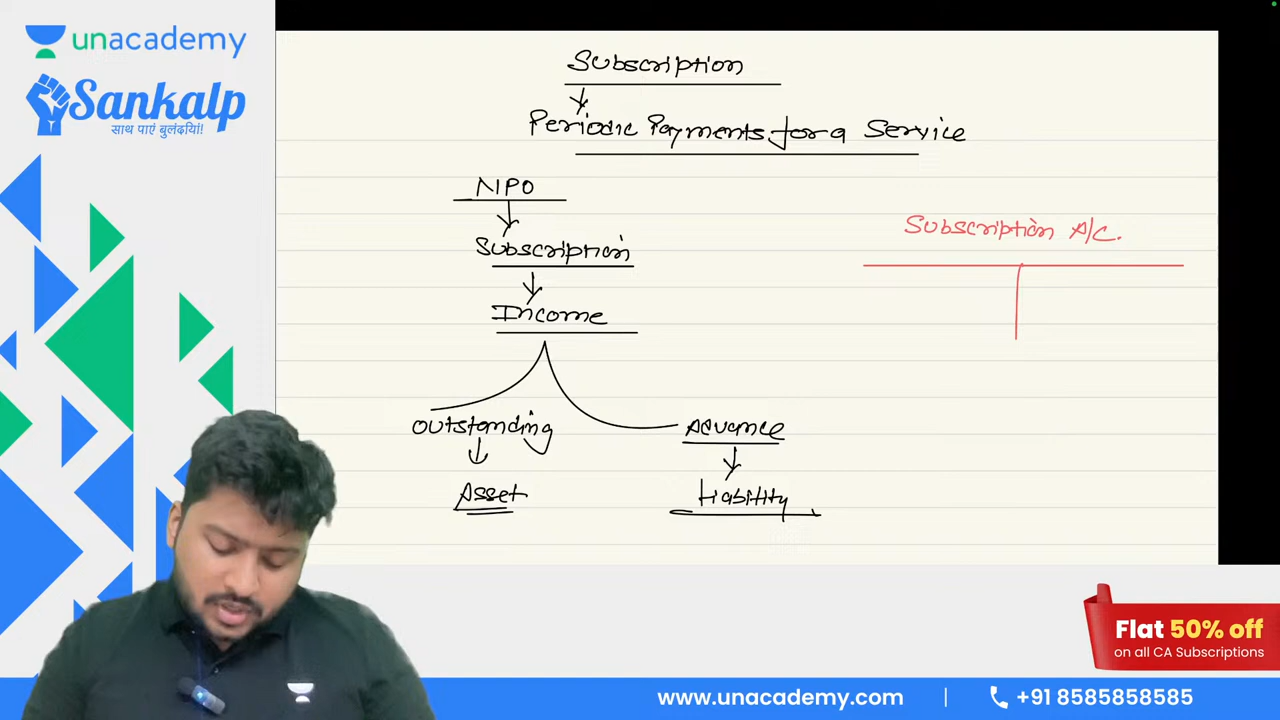 unacademy
Sankalp
साथ पाएं बुलंदियां!
Subscription
Periodic Payments for a Service
NPO
Subscription
Income
Outstanding
Asset
Advance
Liability
Subscription A/C.
Flat 50% off
on all CA Subscriptions
www.unacademy.com | +91 8585858585